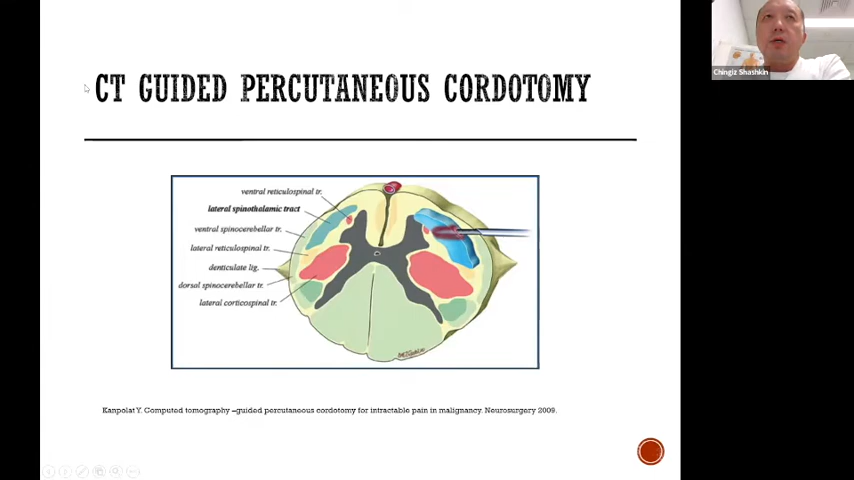 CT GUIDED PERCUTANEOUS CORDOTOMY
Chingiz Shashkin
ventral reticulospinal tr.
lateral spinothalamic tract
ventral spinocerebellar tr.
lateral reticulospinal tr.
denticulate lig.
dorsal spinocerebellar tr.
lateral corticospinal tr.
Kanpolat Y. Computed tomography –guided percutaneous cordotomy for intractable pain in malignancy. Neurosurgery 2009.